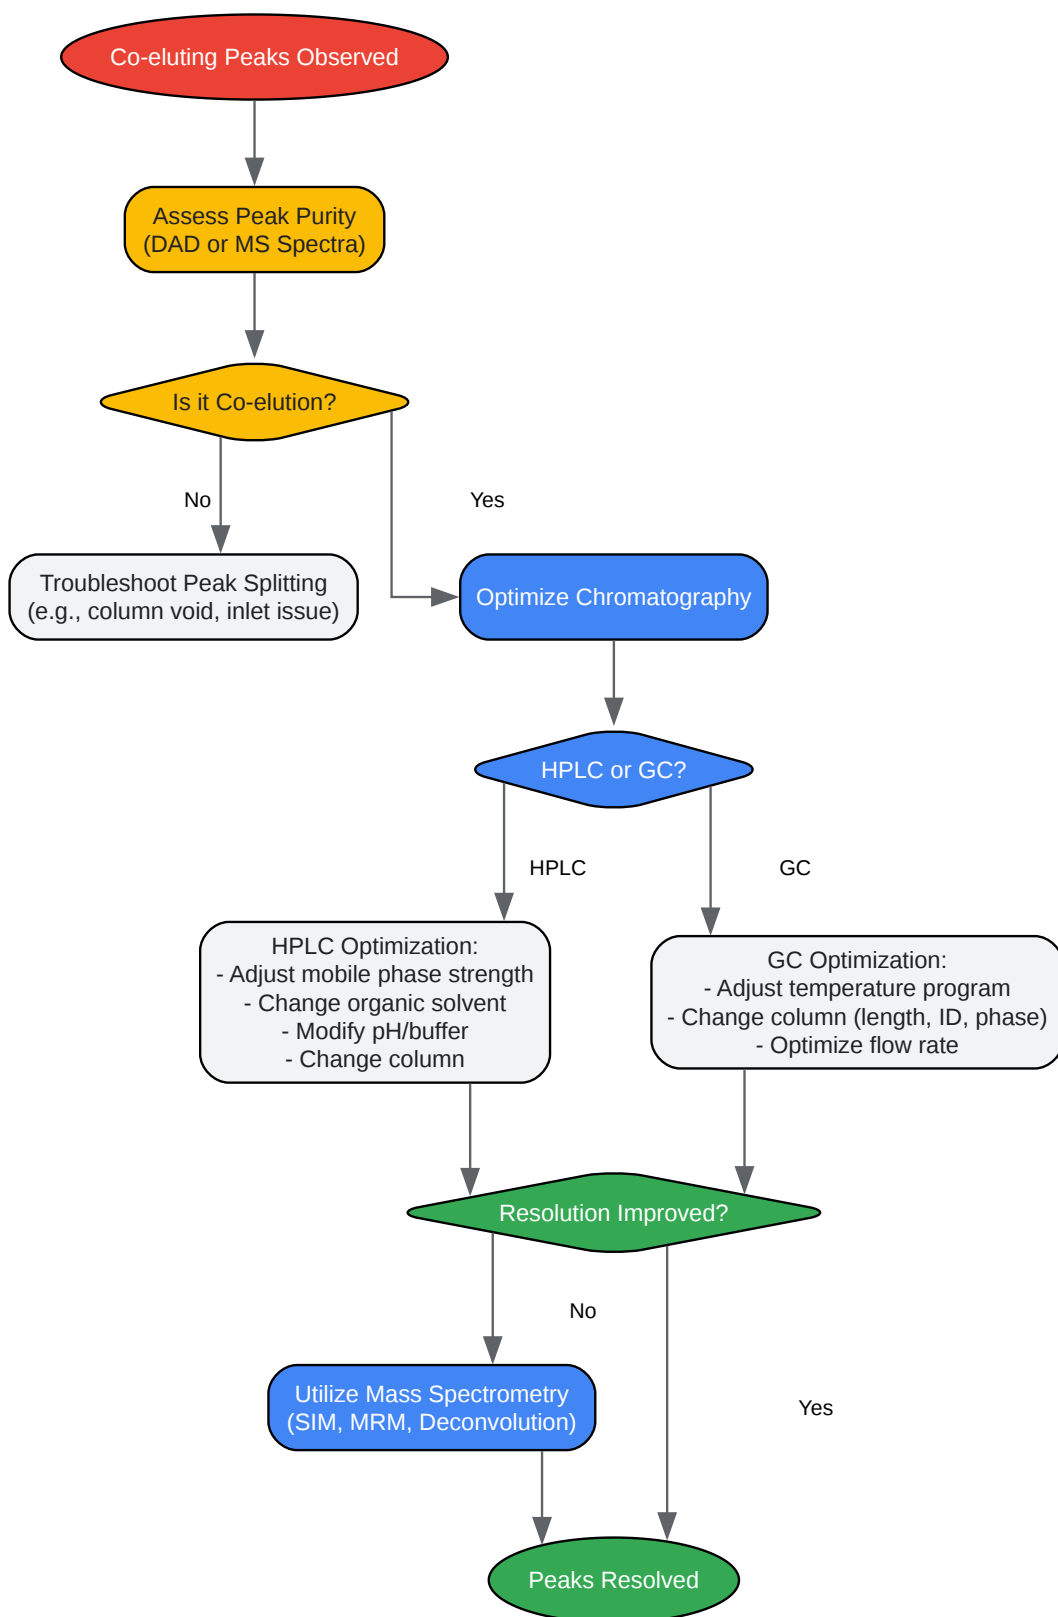 Co-eluting Peaks Observed
Assess Peak Purity
(DAD or MS Spectra)
Is it Co-elution?
No
Yes
Troubleshoot Peak Splitting
(e.g., column void, inlet issue)
Optimize Chromatography
HPLC or GC?
HPLC
GC
HPLC Optimization:
- Adjust mobile phase strength
- Change organic solvent
- Modify pH/buffer
- Change column
GC Optimization:
- Adjust temperature program
- Change column (length, ID, phase)
- Optimize flow rate
Resolution Improved?
No
Utilize Mass Spectrometry
(SIM, MRM, Deconvolution)
Yes
Peaks Resolved